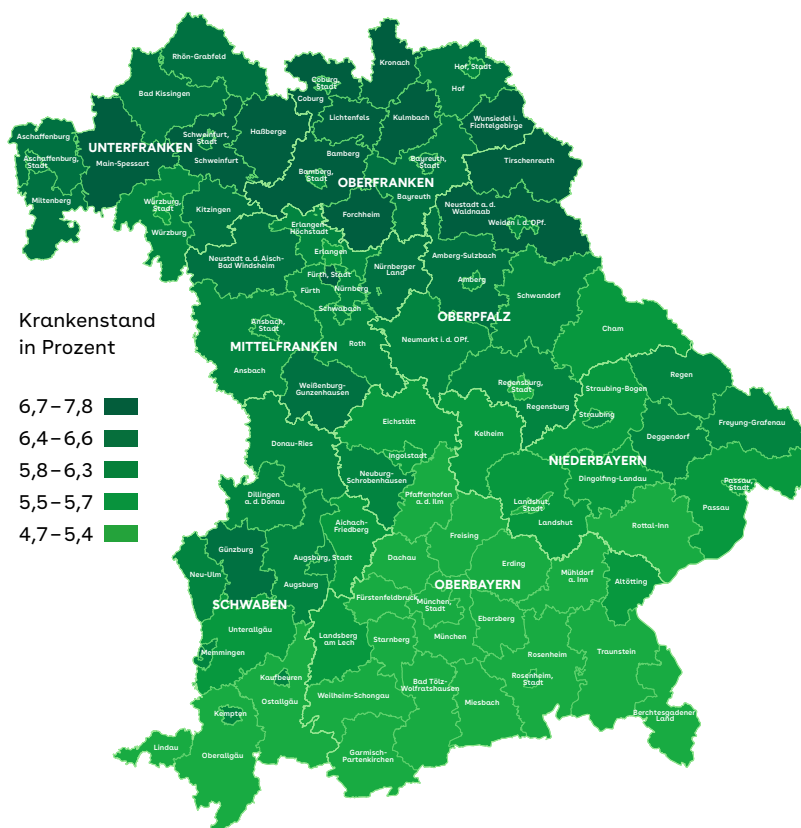 Rhön-Grabfeld
Kronach
Coburg,
Stadt
Hof, Stadt
Hof
Bad Kissingen
Coburg
Lichtenfels
Kulmbach
Wunsiedel i.
Fichtelgebirge
Aschaffenburg
UNTERFRANKEN
Schweinfurt,
Stadt
Haßberge
Aschaffenburg,
Stadt
Main-Spessart
Schweinfurt
Bamberg
Bayreuth,
Stadt
Tirschenreuth
Bamberg,
Stadt
OBERFRANKEN
Miltenberg
Würzburg,
Stadt
Kitzingen
Bayreuth
Neustadt a. d.
Waldnaab
Forchheim
Weiden i. d. OPf.
Würzburg
Erlangen-
Höchstadt
Erlangen
Neustadt a. d. Aisch-
Bad Windsheim
Amberg-Sulzbach
Nürnberger
Land
Fürth, Stadt
Fürth
Nürnberg
Amberg
Schwandorf
Schwabach
Ansbach,
Stadt
OBERPFALZ
Cham
MITTELFRANKEN
Roth
Neumarkt i. d. OPf.
Ansbach
Weißenburg-
Gunzenhausen
Regensburg,
Stadt
Regensburg
Straubing-Bogen
Regen
Straubing
Eichstätt
Kelheim
Freyung-Grafenau
Donau-Ries
Deggendorf
Ingolstadt
NIEDERBAYERN
Neuburg-
Schrobenhausen
Dingolfing-Landau
Passau,
Stadt
Dillingen
a. d. Donau
Pfaffenhofen
a. d. Ilm
Landshut,
Stadt
Passau
Aichach-
Friedberg
Landshut
Rottal-Inn
Freising
Günzburg
Augsburg, Stadt
Dachau
Erding
Neu-Ulm
Mühldorf
a. Inn
Augsburg
OBERBAYERN
Altötting
Fürstenfeldbruck
München,
Stadt
SCHWABEN
Ebersberg
Unterallgäu
Landsberg
am Lech
Starnberg
München
Memmingen
Rosenheim
Traunstein
Kaufbeuren
Bad Tölz-
Wolfratshausen
Rosenheim,
Stadt
Weilheim-Schongau
Ostallgäu
Miesbach
Kempten
Berchtesgadener
Land
Lindau
Oberallgäu
Garmisch-
Partenkirchen
Krankenstand
in Prozent
6,7–7,8
6,4–6,6
5,8–6,3
5,5–5,7
4,7–5,4